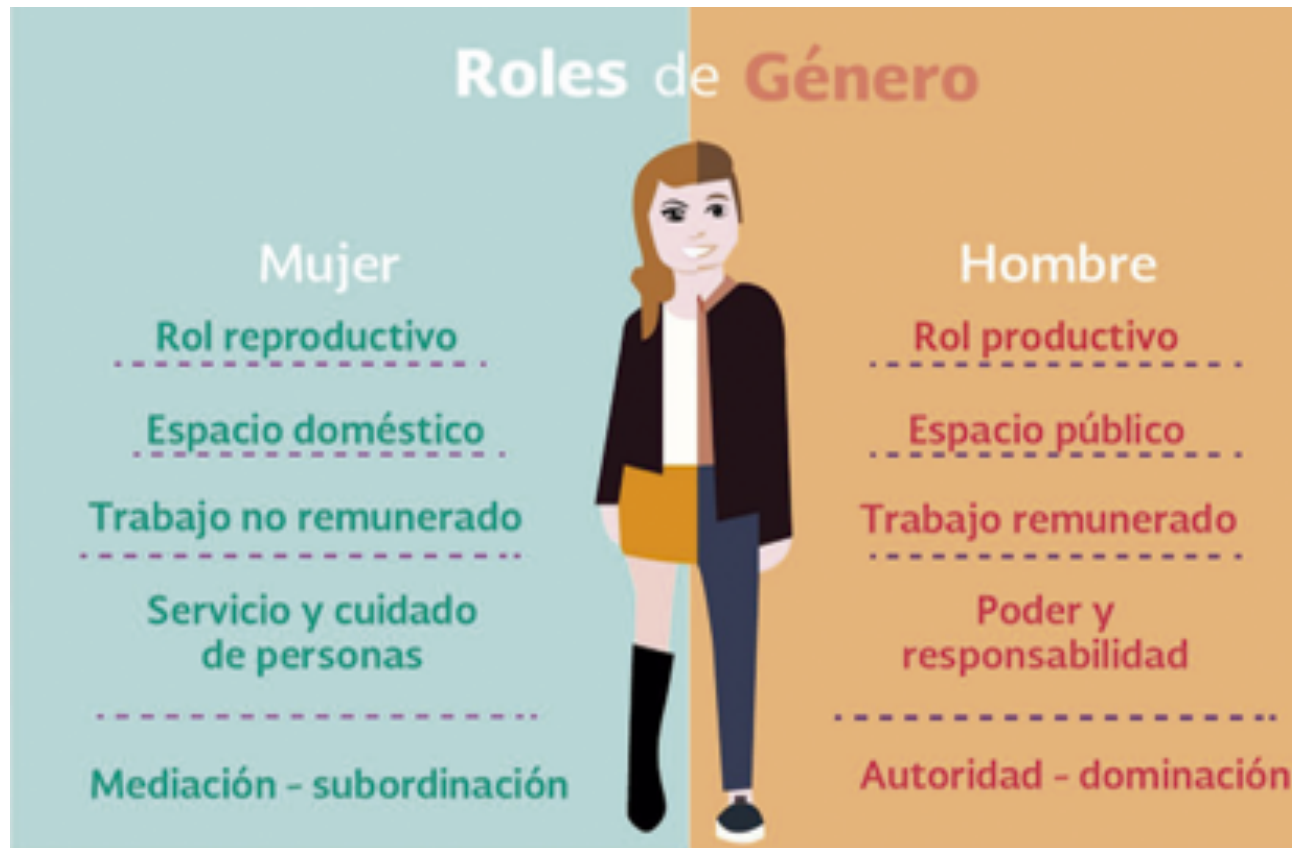 Roles de Género
Mujer
Rol reproductivo
Espacio doméstico
Trabajo no remunerado
Servicio y cuidado
de personas
Mediación - subordinación
Hombre
Rol productivo
Espacio público
Trabajo remunerado
Poder y
responsabilidad
Autoridad - dominación